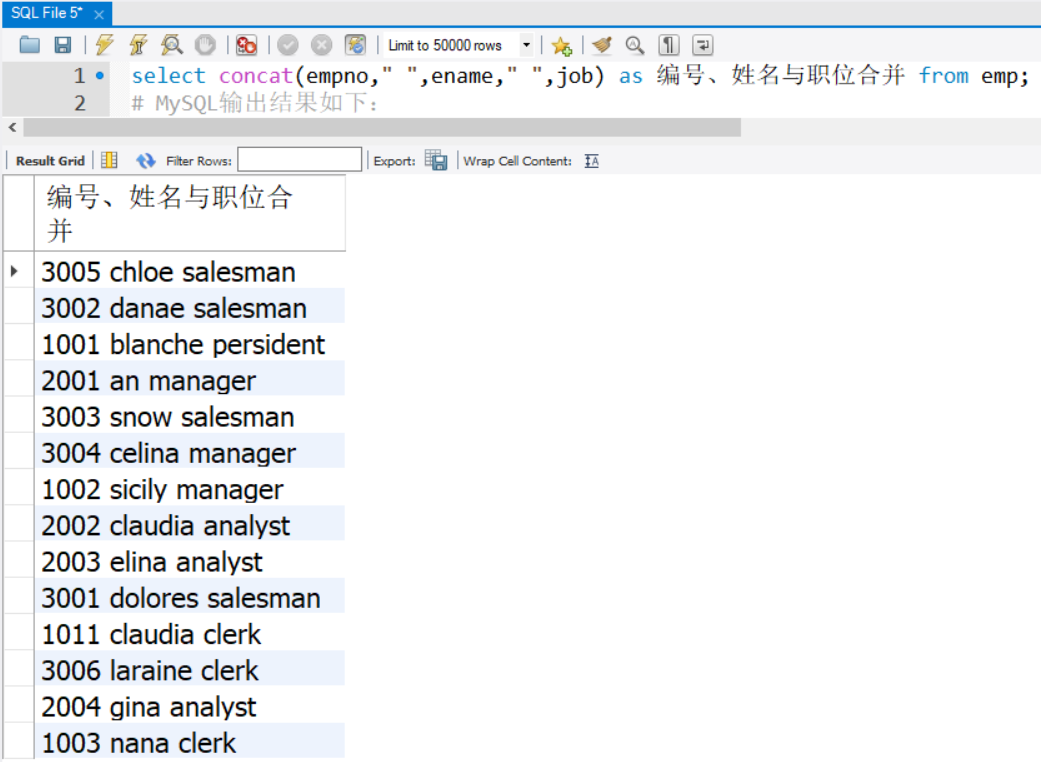 SQL File 5*
Limit to 50000 rows
1 select concat(empno," ",ename," ",job) as 编号、姓名与职位合并 from emp;
2 # MySQL输出结果如下：
Result Grid Filter Rows: Export: Wrap Cell Content:
编号、姓名与职位合
并
3005 chloe salesman
3002 danae salesman
1001 blanche persident
2001 an manager
3003 snow salesman
3004 celina manager
1002 sicily manager
2002 claudia analyst
2003 elina analyst
3001 dolores salesman
1011 claudia clerk
3006 laraine clerk
2004 gina analyst
1003 nana clerk